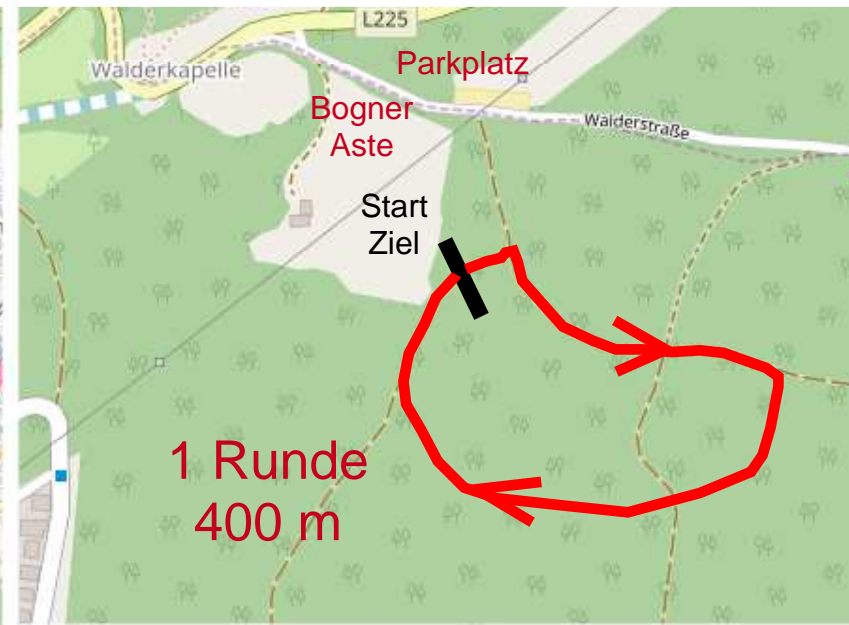 L225
Walderkapelle
Parkplatz
Bogner
Aste
Walderstraße
Start
Ziel
1 Runde
400 m